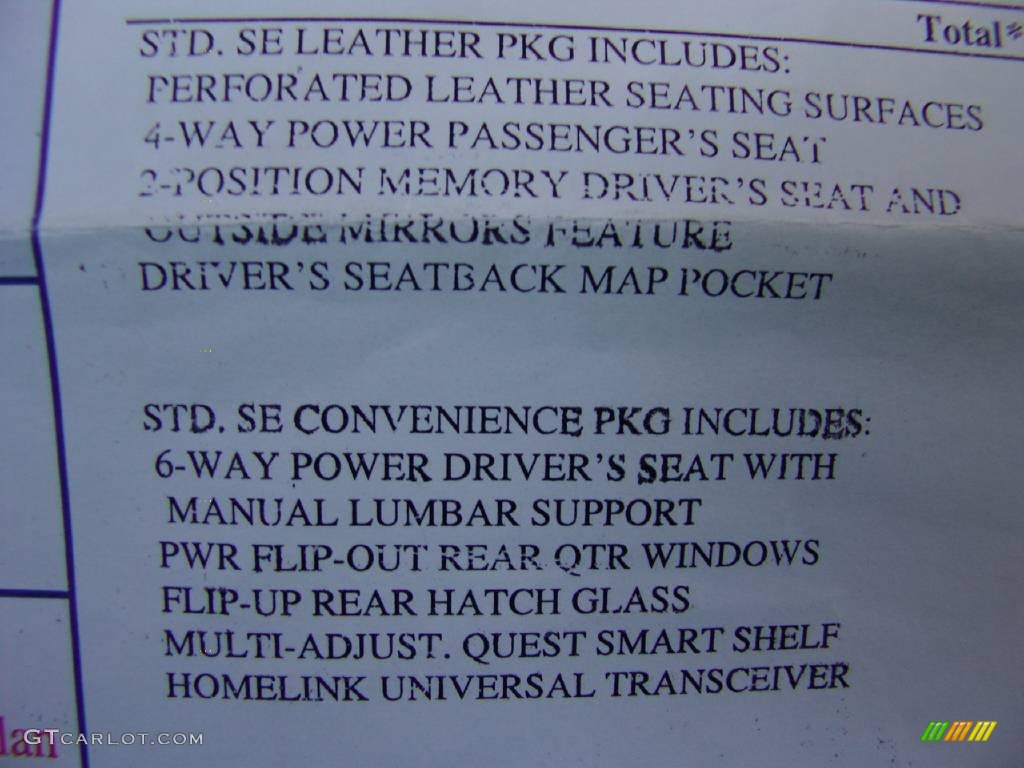 Total*
STD. SE LEATHER PKG INCLUDES:
PERFORATED LEATHER SEATING SURFACES
4-WAY POWER PASSENGER'S SEAT
2-POSITION MEMORY DRIVER'S SEAT AND
OUTSIDE MIRRORS FEATURE
DRIVER'S SEATBACK MAP POCKET
STD. SE CONVENIENCE PKG INCLUDES:
6-WAY POWER DRIVER'S SEAT WITH
MANUAL LUMBAR SUPPORT
PWR FLIP-OUT REAR QTR WINDOWS
FLIP-UP REAR HATCH GLASS
MULTI-ADJUST. QUEST SMART SHELF
HOMELINK UNIVERSAL TRANSCEIVER
GTCARLOT.COM